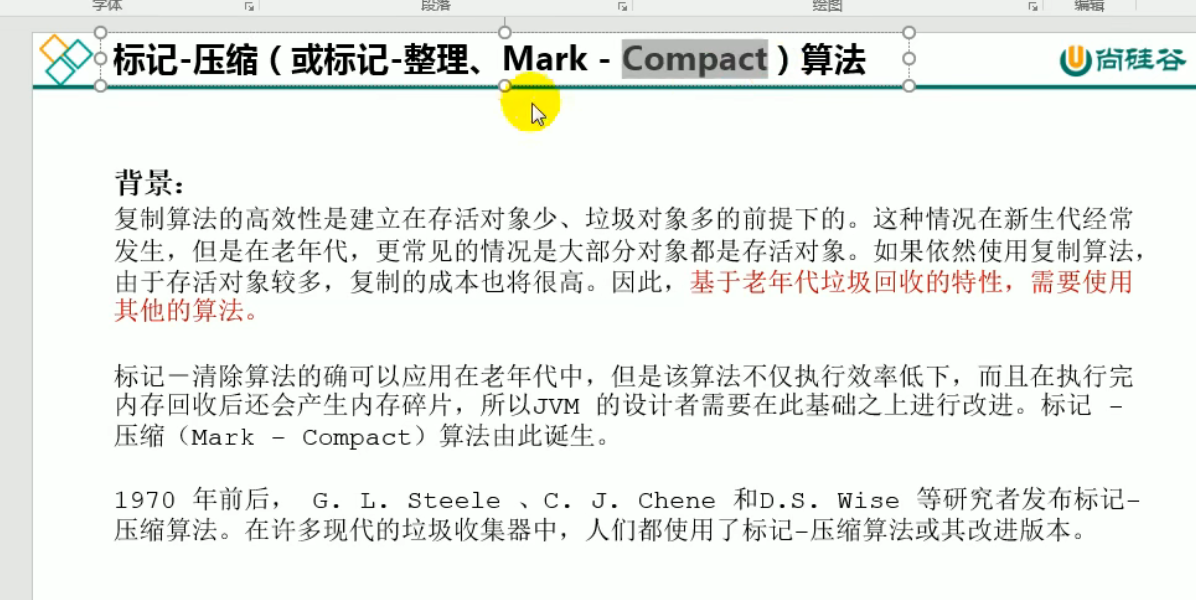 字体 段落 绘图 编辑
标记-压缩（或标记-整理、Mark - Compact）算法
尚硅谷
背景：
复制算法的高效性是建立在存活对象少、垃圾对象多的前提下的。这种情况在新生代经常
发生，但是在老年代，更常见的情况是大部分对象都是存活对象。如果依然使用复制算法，
由于存活对象较多，复制的成本也将很高。因此，基于老年代垃圾回收的特性，需要使用
其他的算法。
标记－清除算法的确可以应用在老年代中，但是该算法不仅执行效率低下，而且在执行完
内存回收后还会产生内存碎片，所以JVM 的设计者需要在此基础之上进行改进。标记 -
压缩（Mark - Compact）算法由此诞生。
1970 年前后， G. L. Steele 、C. J. Chene 和D.S. Wise 等研究者发布标记-
压缩算法。在许多现代的垃圾收集器中，人们都使用了标记-压缩算法或其改进版本。